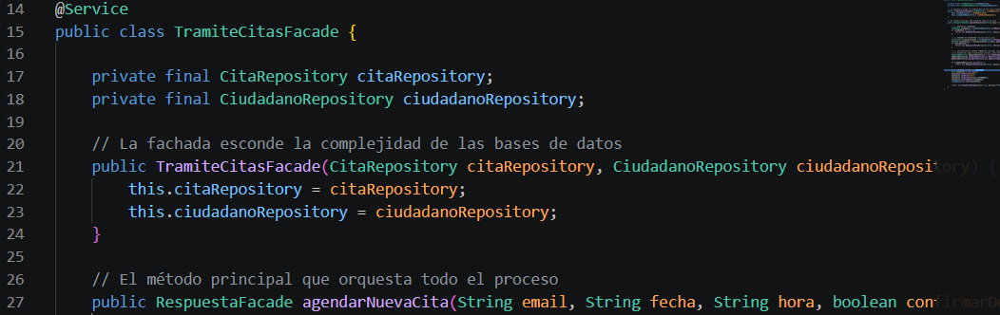 14 @Service
15 public class TramiteCitasFacade {
16
17 private final CitaRepository citaRepository;
18 private final CiudadanoRepository ciudadanoRepository;
19
20 // La fachada esconde la complejidad de las bases de datos
21 public TramiteCitasFacade(CitaRepository citaRepository, CiudadanoRepository ciudadanoRepository) {
22 this.citaRepository = citaRepository;
23 this.ciudadanoRepository = ciudadanoRepository;
24 }
25
26 // El método principal que orquesta todo el proceso
27 public RespuestaFacade agendarNuevaCita(String email, String fecha, String hora, boolean confirmarDe